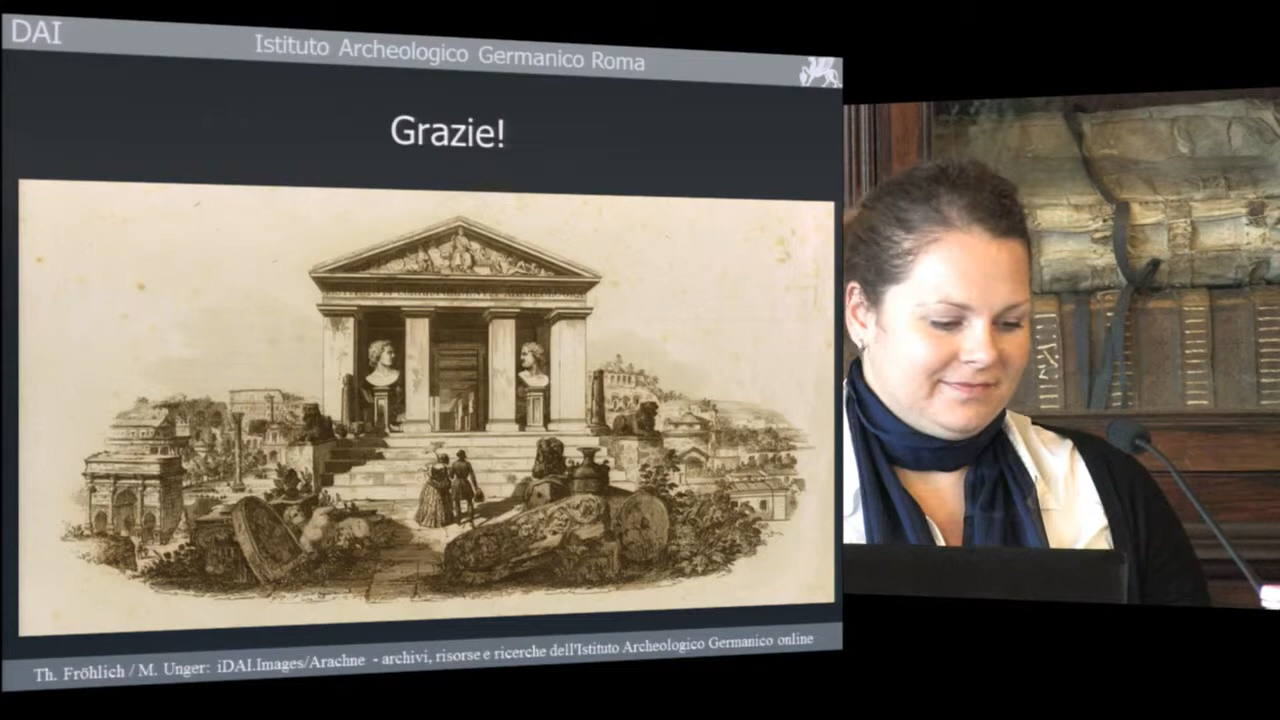 DAI
Istituto Archeologico Germanico Roma
Grazie!
Th. Fröhlich / M. Unger: iDAI.Images/Arachne - archivi, risorse e ricerche dell'Istituto Archeologico Germanico online